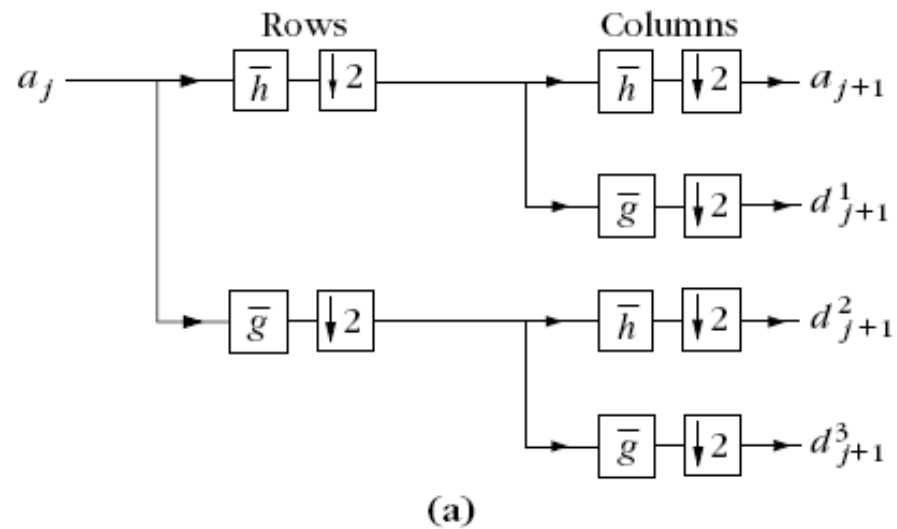 Rows Columns
a_j h̅ ↓2 h̅ ↓2 a_{j+1}
g̅ ↓2 d^1_{j+1}
g̅ ↓2 h̅ ↓2 d^2_{j+1}
g̅ ↓2 d^3_{j+1}
(a)